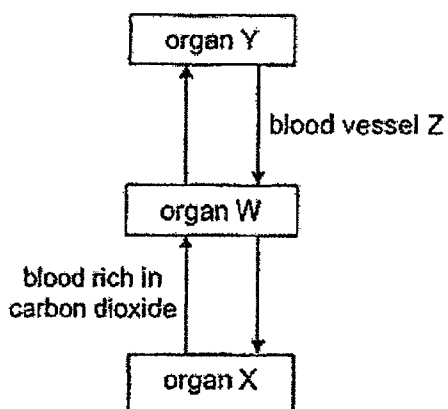 organ Y
blood vessel Z
organ W
blood rich in
carbon dioxide
organ X